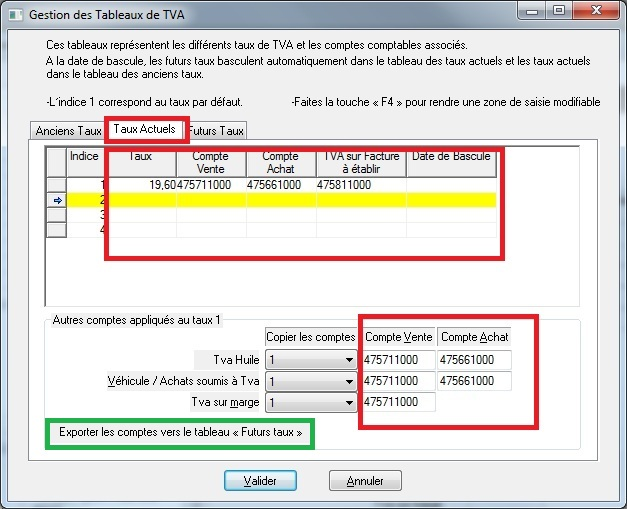 Gestion des Tableaux de TVA
Ces tableaux représentent les différents taux de TVA et les comptes comptables associés.
A la date de bascule, les futurs taux basculent automatiquement dans le tableau des taux actuels et les taux actuels
dans le tableau des anciens taux.
-L'indice 1 correspond au taux par défaut. -Faites la touche « F4 » pour rendre une zone de saisie modifiable
Anciens Taux Taux Actuels Futurs Taux
Indice Taux Compte Vente Compte Achat TVA sur Facture à établir Date de Bascule
1 19,60 475711000 475661000 475811000
2
3
4
Autres comptes appliqués au taux 1
Copier les comptes Compte Vente Compte Achat
Tva Huile 1 475711000 475661000
Véhicule / Achats soumis à Tva 1 475711000 475661000
Tva sur marge 1 475711000
Exporter les comptes vers le tableau « Futurs taux »
Valider Annuler